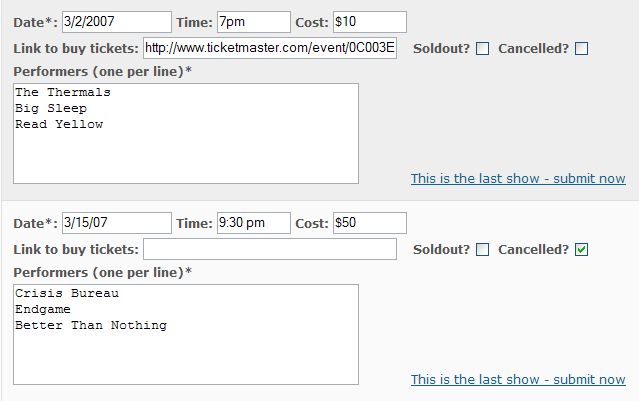 Date*: 3/2/2007 Time: 7pm Cost: $10
Link to buy tickets: http://www.ticketmaster.com/event/0C003E Soldout? Cancelled?
Performers (one per line)*
The Thermals
Big Sleep
Read Yellow
This is the last show - submit now
Date*: 3/15/07 Time: 9:30 pm Cost: $50
Link to buy tickets: Soldout? Cancelled?
Performers (one per line)*
Crisis Bureau
Endgame
Better Than Nothing
This is the last show - submit now